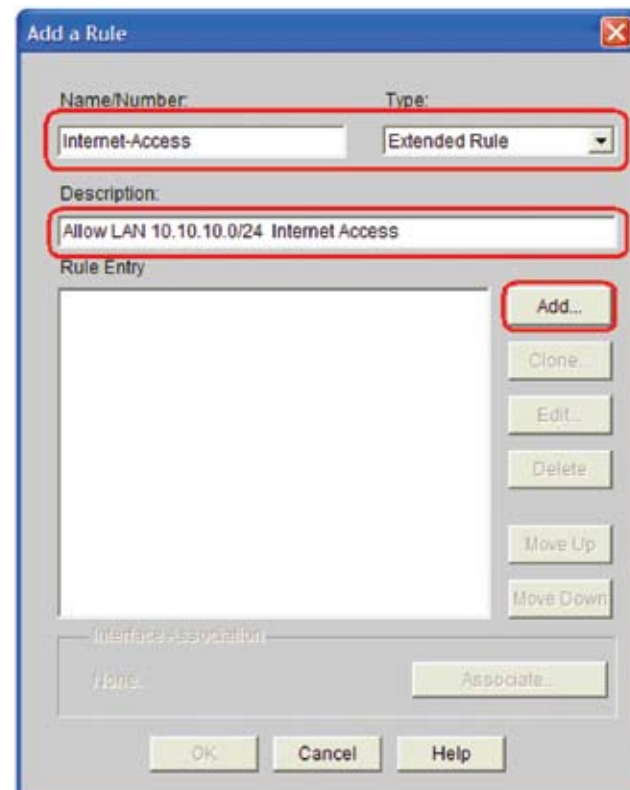 Add a Rule
Name/Number: Type:
Internet-Access Extended Rule
Description:
Allow LAN 10.10.10.0/24 Internet Access
Rule Entry
Add...
Clone...
Edit...
Delete
Move Up
Move Down
Interface Association
None.
Associate...
OK Cancel Help